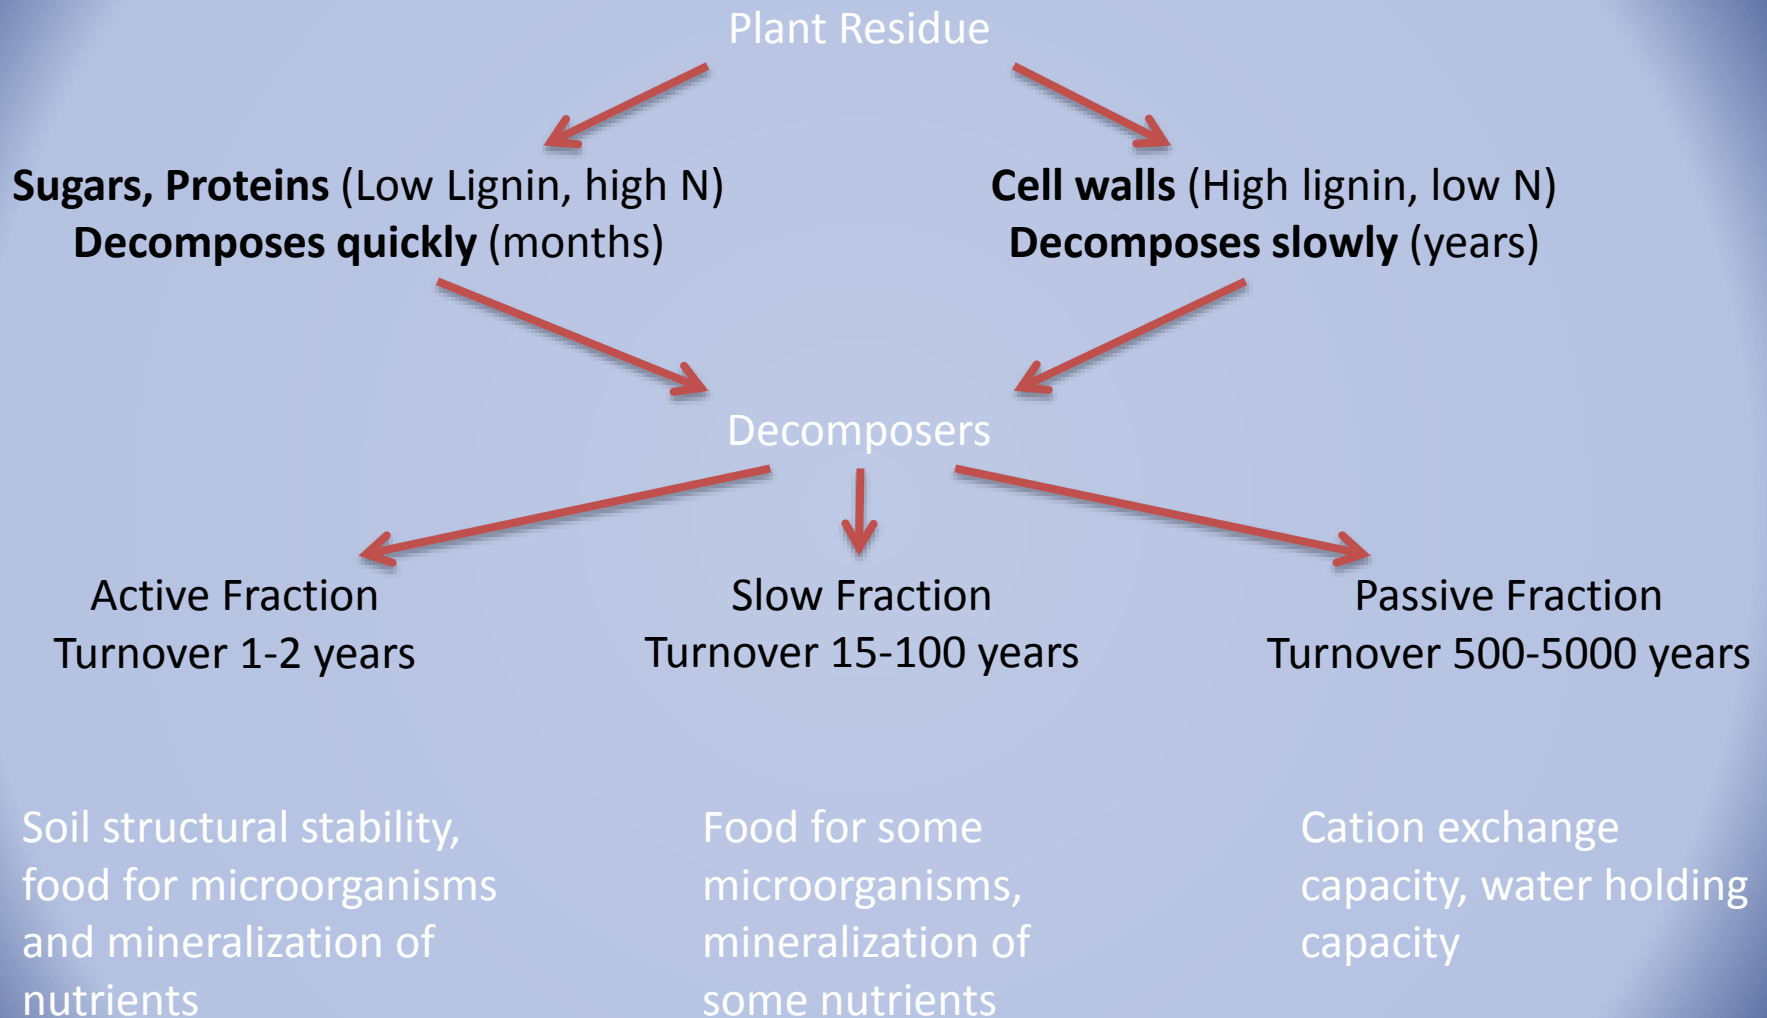 Plant Residue
Sugars, Proteins (Low Lignin, high N)
Decomposes quickly (months)
Cell walls (High lignin, low N)
Decomposes slowly (years)
Decomposers
Active Fraction
Turnover 1-2 years
Slow Fraction
Turnover 15-100 years
Passive Fraction
Turnover 500-5000 years
Soil structural stability,
food for microorganisms
and mineralization of
nutrients
Food for some
microorganisms,
mineralization of
some nutrients
Cation exchange
capacity, water holding
capacity